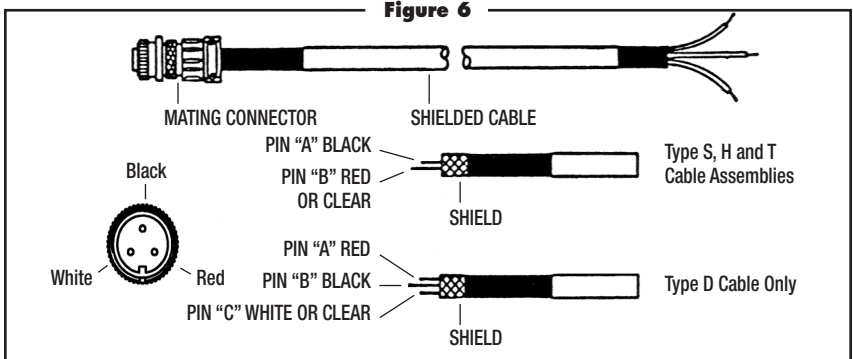 Figure 6
MATING CONNECTOR
SHIELDED CABLE
PIN “A” BLACK
PIN “B” RED
OR CLEAR
SHIELD
Type S, H and T
Cable Assemblies
Black
White
Red
PIN “A” RED
PIN “B” BLACK
PIN “C” WHITE OR CLEAR
SHIELD
Type D Cable Only